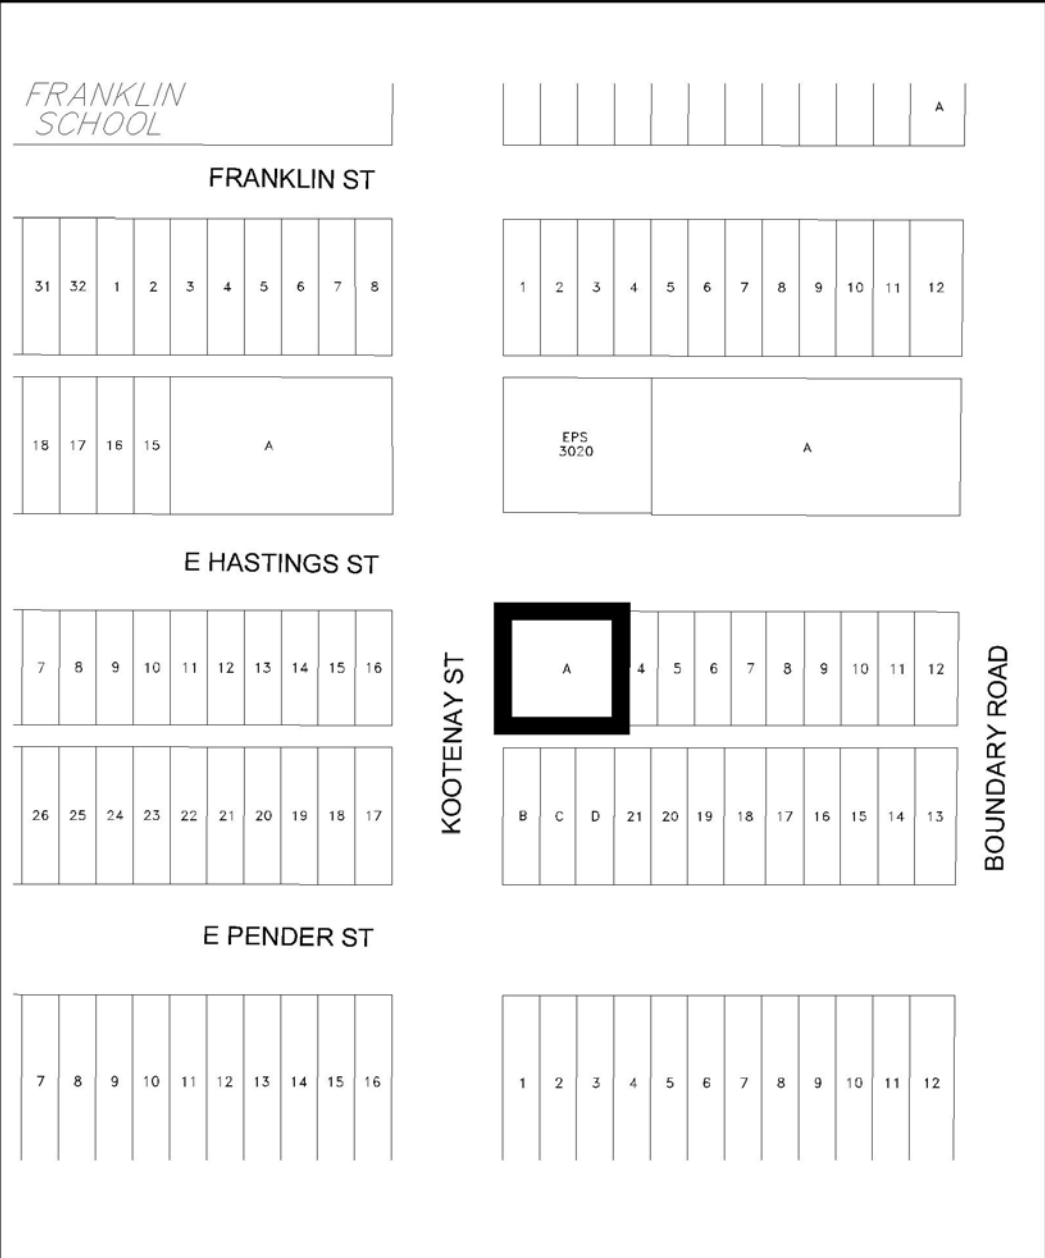 FRANKLIN
SCHOOL
A
FRANKLIN ST
31 32 1 2 3 4 5 6 7 8
1 2 3 4 5 6 7 8 9 10 11 12
18 17 16 15 A
EPS
3020
A
E HASTINGS ST
7 8 9 10 11 12 13 14 15 16
A 4 5 6 7 8 9 10 11 12
KOOTENAY ST
BOUNDARY ROAD
26 25 24 23 22 21 20 19 18 17
B C D 21 20 19 18 17 16 15 14 13
E PENDER ST
7 8 9 10 11 12 13 14 15 16
1 2 3 4 5 6 7 8 9 10 11 12